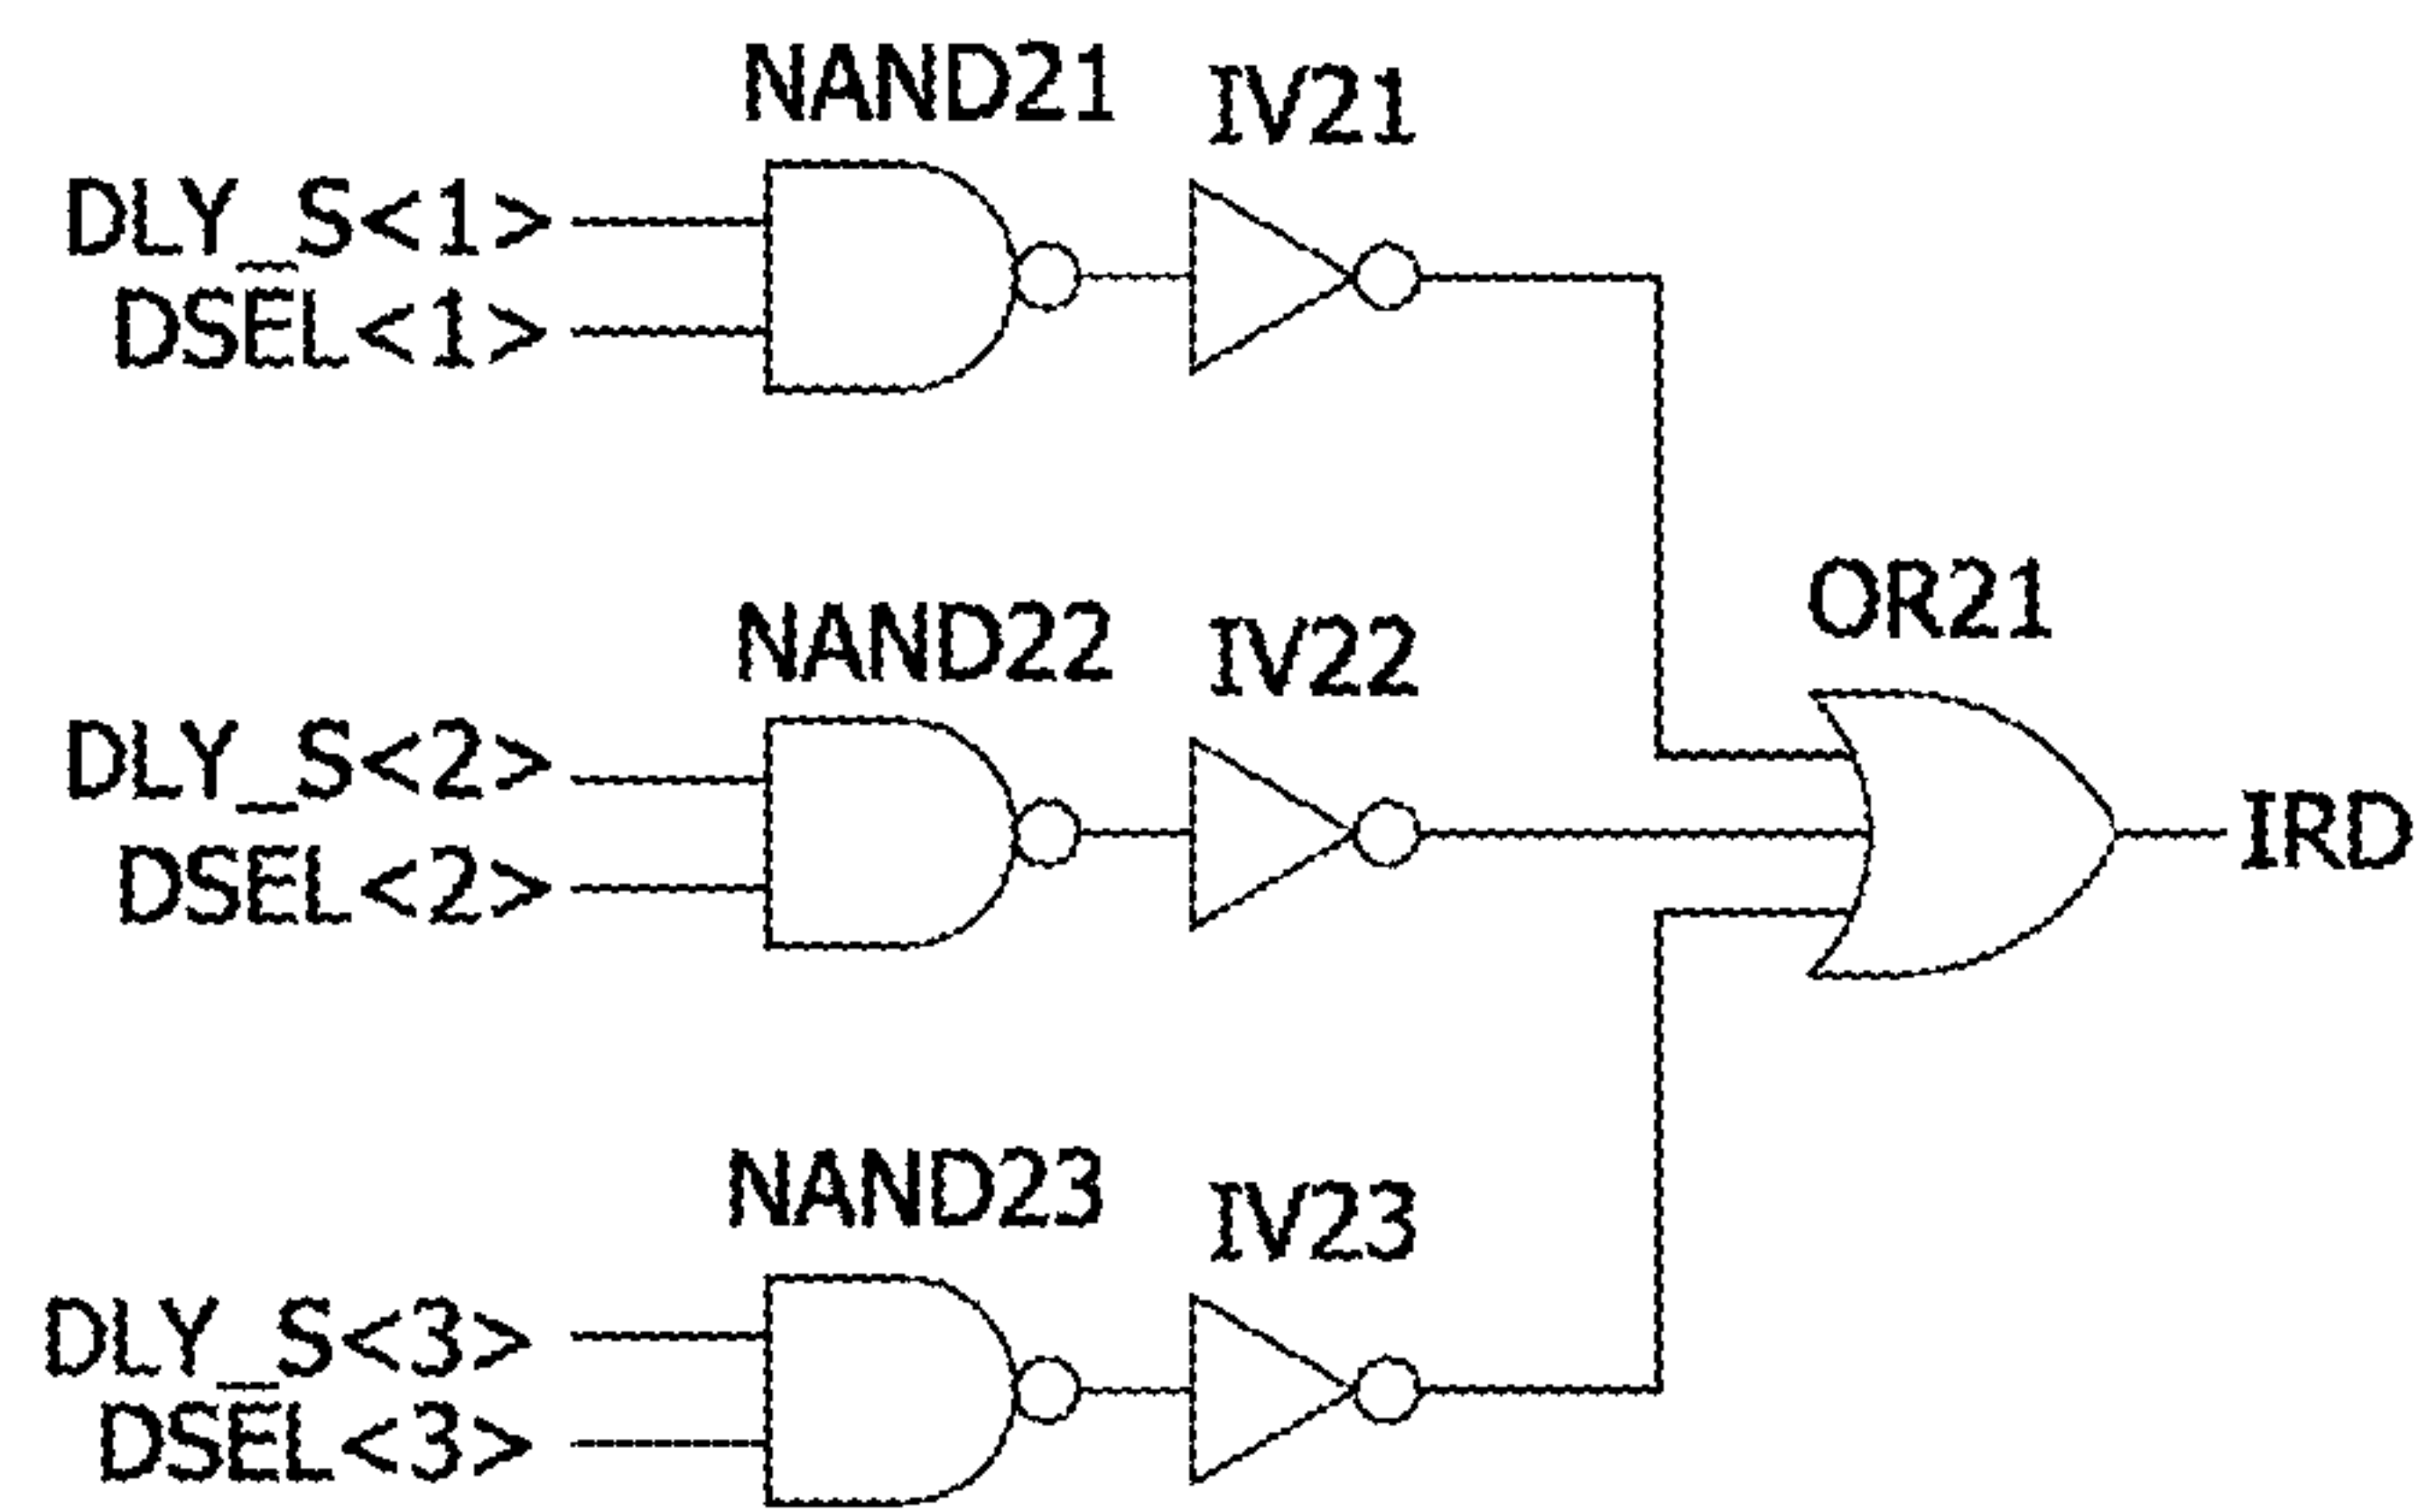 NAND21 IV21
DLY_S<1>
DSEL<1>
OR21
NAND22 IV22
DLY_S<2>
IRD
DSEL<2>
NAND23 IV23
DLY_S<3>
DSEL<3>